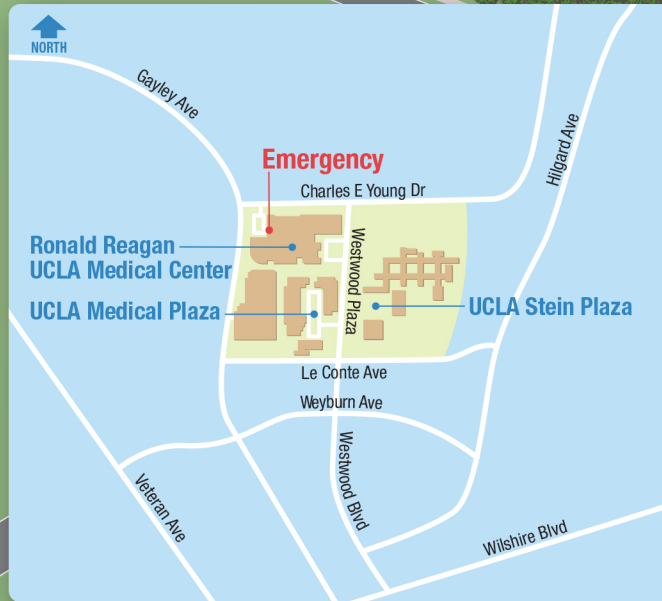 NORTH
Gayley Ave
Hilgard Ave
Emergency
Charles E Young Dr
Ronald Reagan
UCLA Medical Center
Westwood Plaza
UCLA Medical Plaza
UCLA Stein Plaza
Le Conte Ave
Weyburn Ave
Westwood Blvd
Veteran Ave
Wilshire Blvd